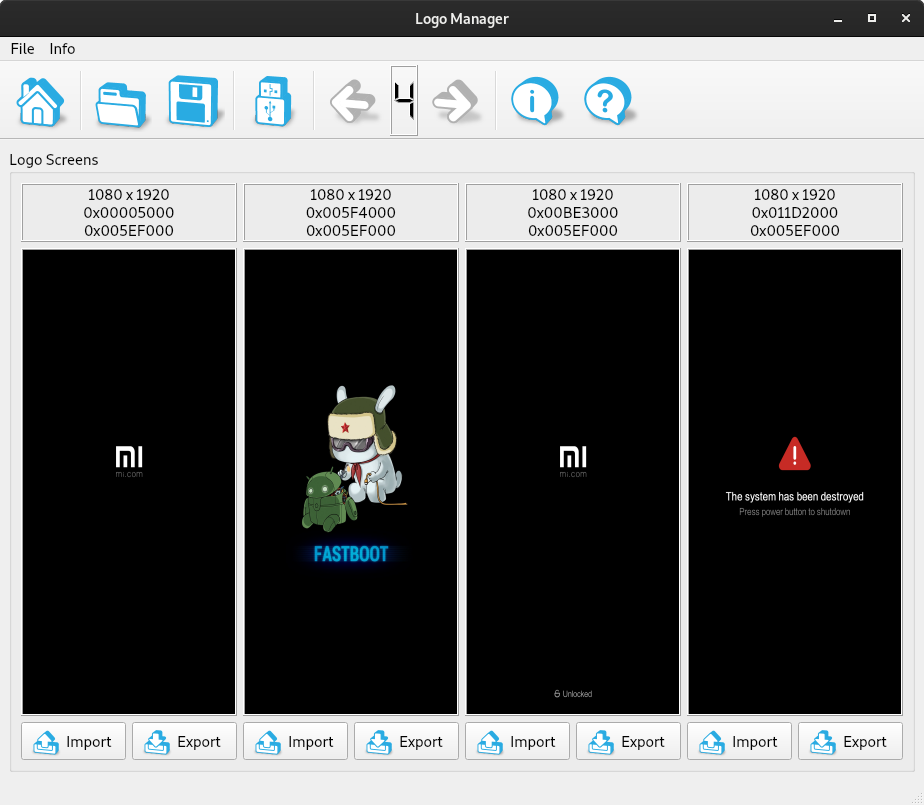 Logo Manager
File Info
4
Logo Screens
1080 x 1920
0x00005000
0x005EF000
1080 x 1920
0x005F4000
0x005EF000
1080 x 1920
0x00BE3000
0x005EF000
1080 x 1920
0x011D2000
0x005EF000
mi
mi.com
FASTBOOT
mi
mi.com
Unlocked
!
The system has been destroyed
Press power button to shutdown
Import Export Import Export Import Export Import Export